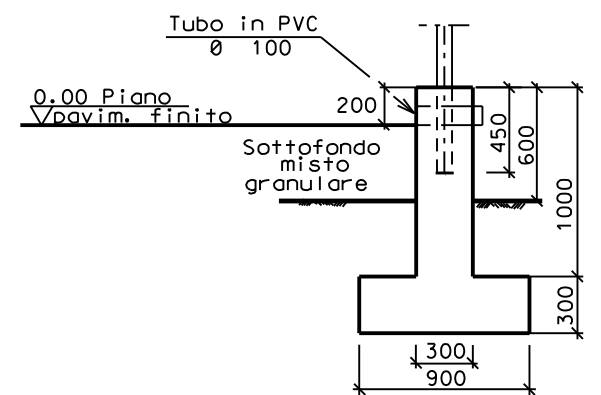 Tubo in PVC
Ø 100
0.00 Piano
pavim. finito
200
Sottofondo
misto
granulare
450
600
1000
300
300
900